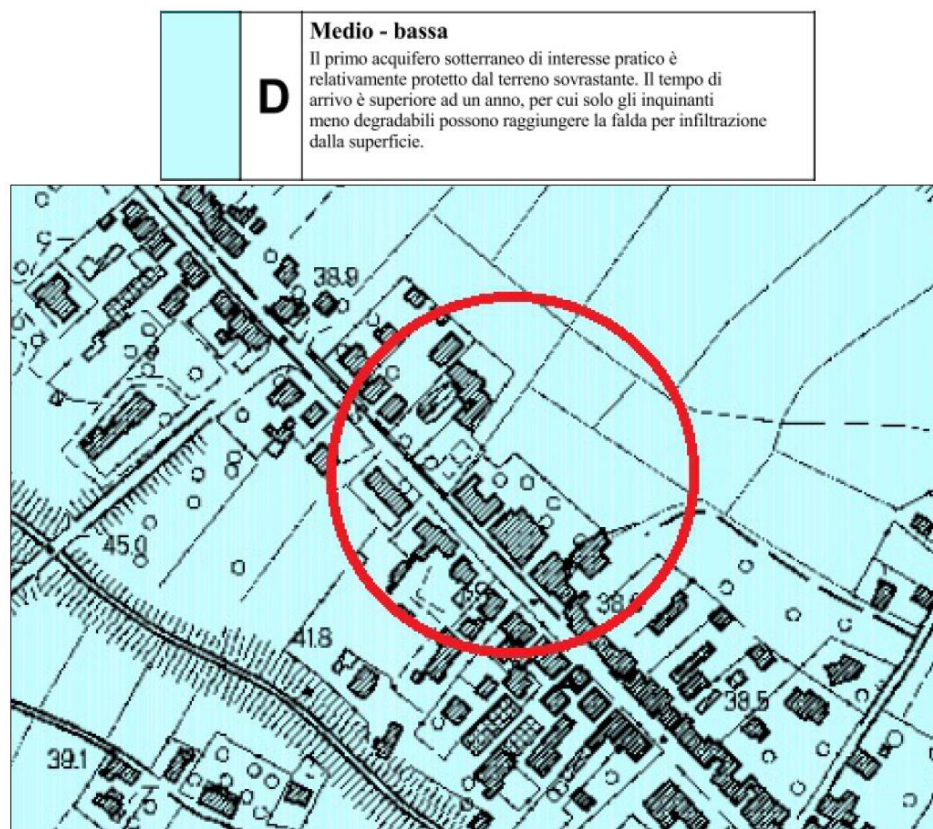 D
Medio - bassa
Il primo acquifero sotterraneo di interesse pratico è
relativamente protetto dal terreno sovrastante. Il tempo di
arrivo è superiore ad un anno, per cui solo gli inquinanti
meno degradabili possono raggiungere la falda per infiltrazione
dalla superficie.
38.9
45.0
38.
41.8
38.5
39.1